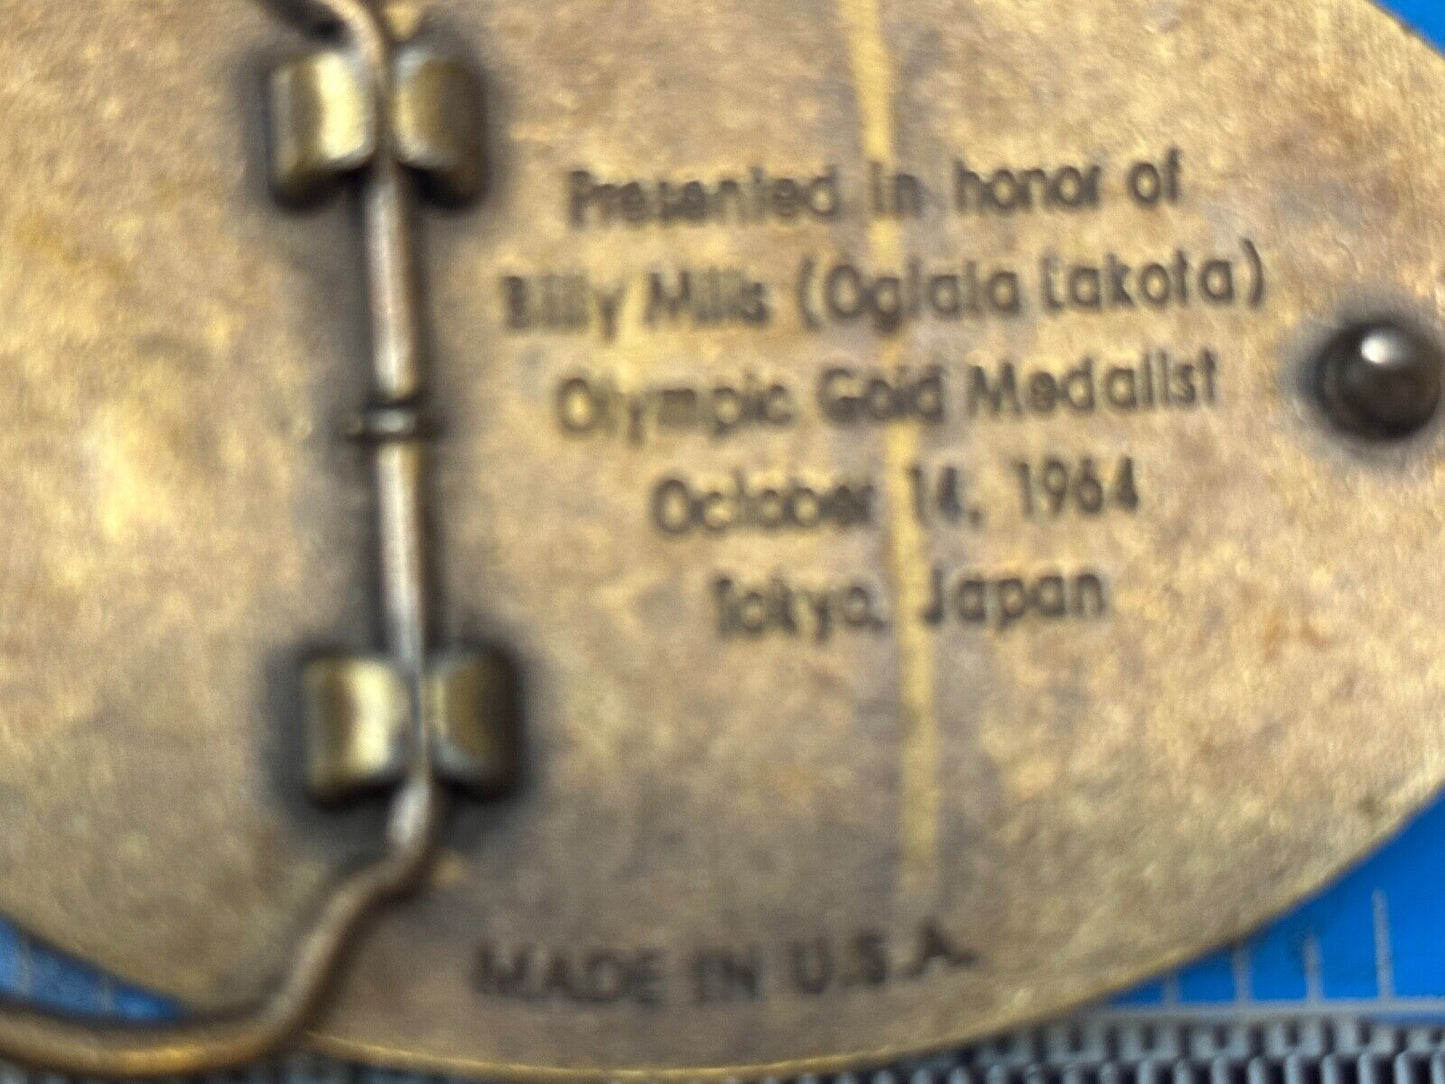 Presented in honor of
Billy Mills (Oglala Lakota)
Olympic Gold Medalist
October 14, 1964
Tokyo, Japan
MADE IN U.S.A.